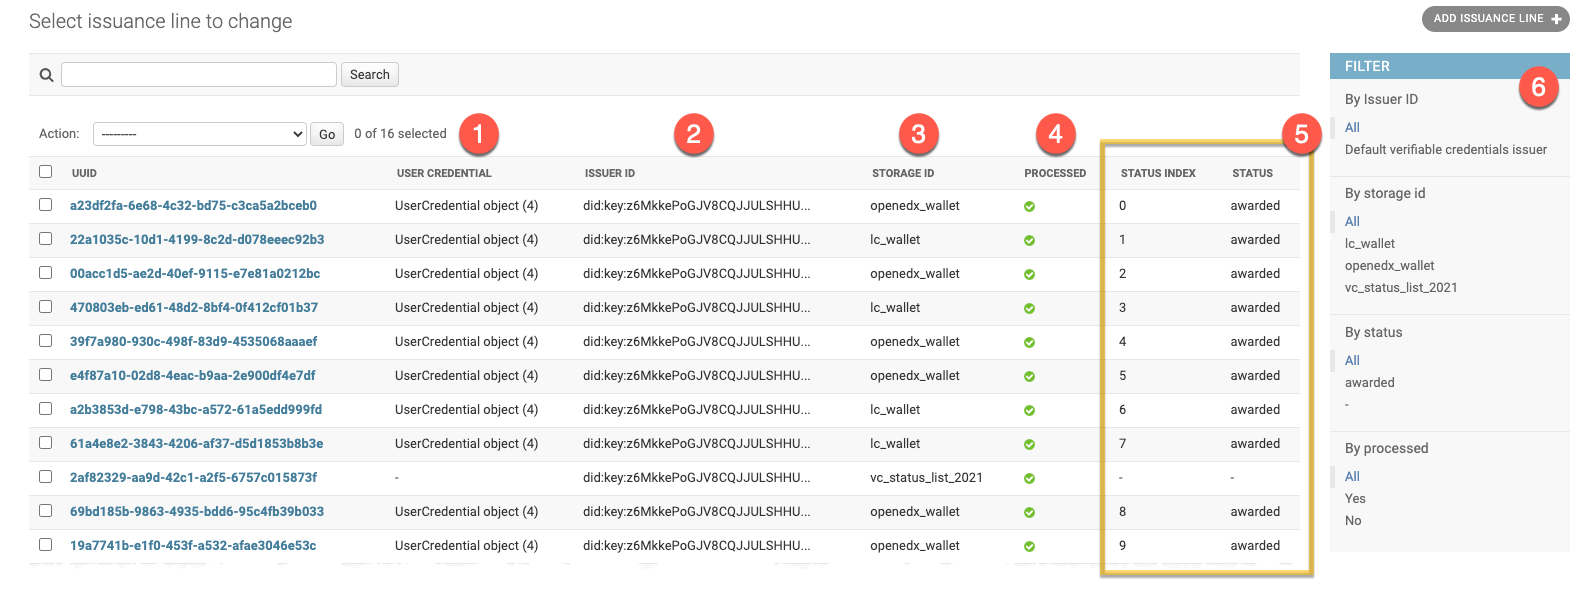 Select issuance line to change
ADD ISSUANCE LINE +
Search
FILTER
6
By Issuer ID
All
Default verifiable credentials issuer
By storage id
All
lc_wallet
openedx_wallet
vc_status_list_2021
By status
All
awarded
-
By processed
All
Yes
No
Action: --------- Go 0 of 16 selected 1 2 3 4 5
UUID USER CREDENTIAL ISSUER ID STORAGE ID PROCESSED STATUS INDEX STATUS
a23df2fa-6e68-4c32-bd75-c3ca5a2bceb0 UserCredential object (4) did:key:z6MkkePoGJV8CQJJULSHHU... openedx_wallet 0 awarded
22a1035c-10d1-4199-8c2d-d078eeec92b3 UserCredential object (4) did:key:z6MkkePoGJV8CQJJULSHHU... lc_wallet 1 awarded
00acc1d5-ae2d-40ef-9115-e7e81a0212bc UserCredential object (4) did:key:z6MkkePoGJV8CQJJULSHHU... openedx_wallet 2 awarded
470803eb-ed61-48d2-8bf4-0f412cf01b37 UserCredential object (4) did:key:z6MkkePoGJV8CQJJULSHHU... lc_wallet 3 awarded
39f7a980-930c-498f-83d9-4535068aaaef UserCredential object (4) did:key:z6MkkePoGJV8CQJJULSHHU... openedx_wallet 4 awarded
e4f87a10-02d8-4eac-b9aa-2e900df4e7df UserCredential object (4) did:key:z6MkkePoGJV8CQJJULSHHU... openedx_wallet 5 awarded
a2b3853d-e798-43bc-a572-61a5edd999fd UserCredential object (4) did:key:z6MkkePoGJV8CQJJULSHHU... lc_wallet 6 awarded
61a4e8e2-3843-4206-af37-d5d1853b8b3e UserCredential object (4) did:key:z6MkkePoGJV8CQJJULSHHU... lc_wallet 7 awarded
2af82329-aa9d-42c1-a2f5-6757c015873f - did:key:z6MkkePoGJV8CQJJULSHHU... vc_status_list_2021 - -
69bd185b-9863-4935-bdd6-95c4fb39b033 UserCredential object (4) did:key:z6MkkePoGJV8CQJJULSHHU... openedx_wallet 8 awarded
19a7741b-e1f0-453f-a532-afae3046e53c UserCredential object (4) did:key:z6MkkePoGJV8CQJJULSHHU... openedx_wallet 9 awarded